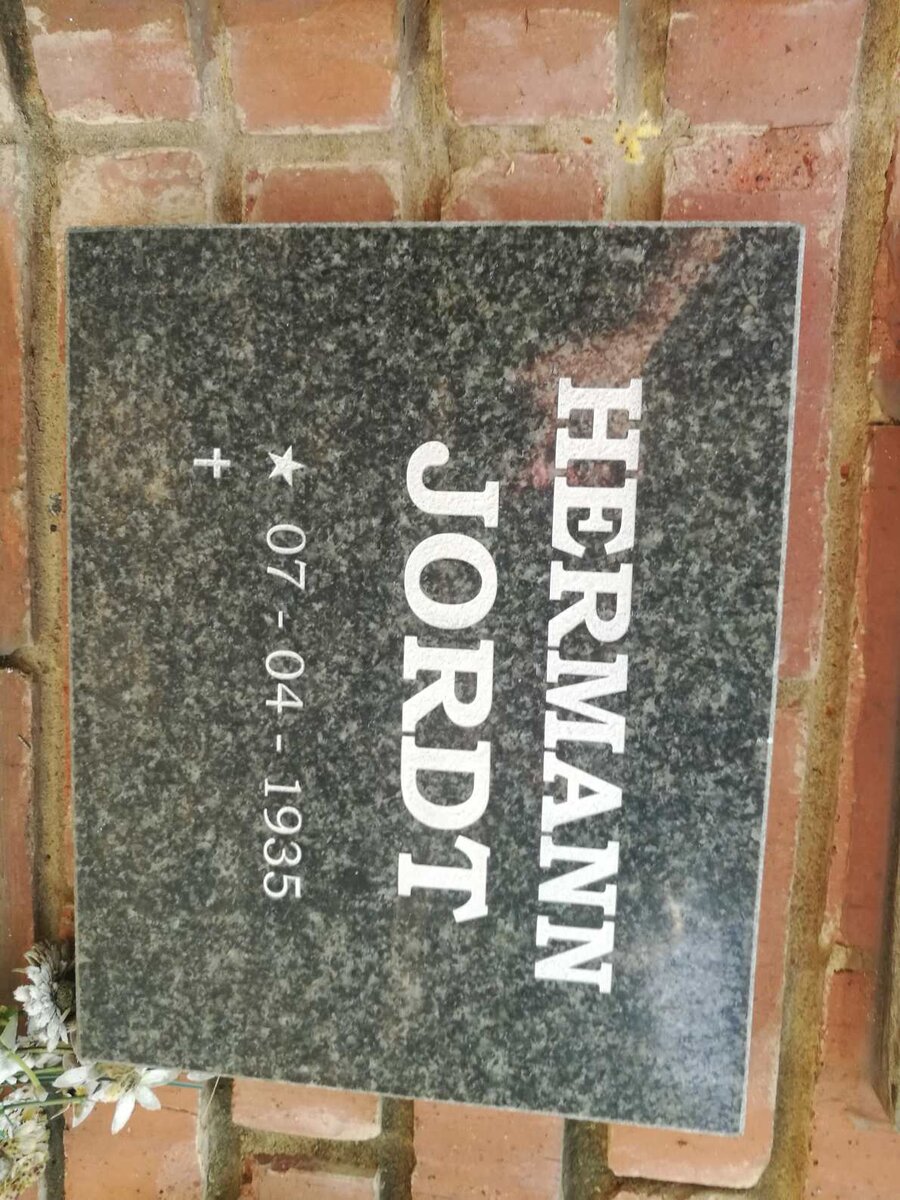 HERMANN
JORDT
★ 07 - 04 - 1935
✝